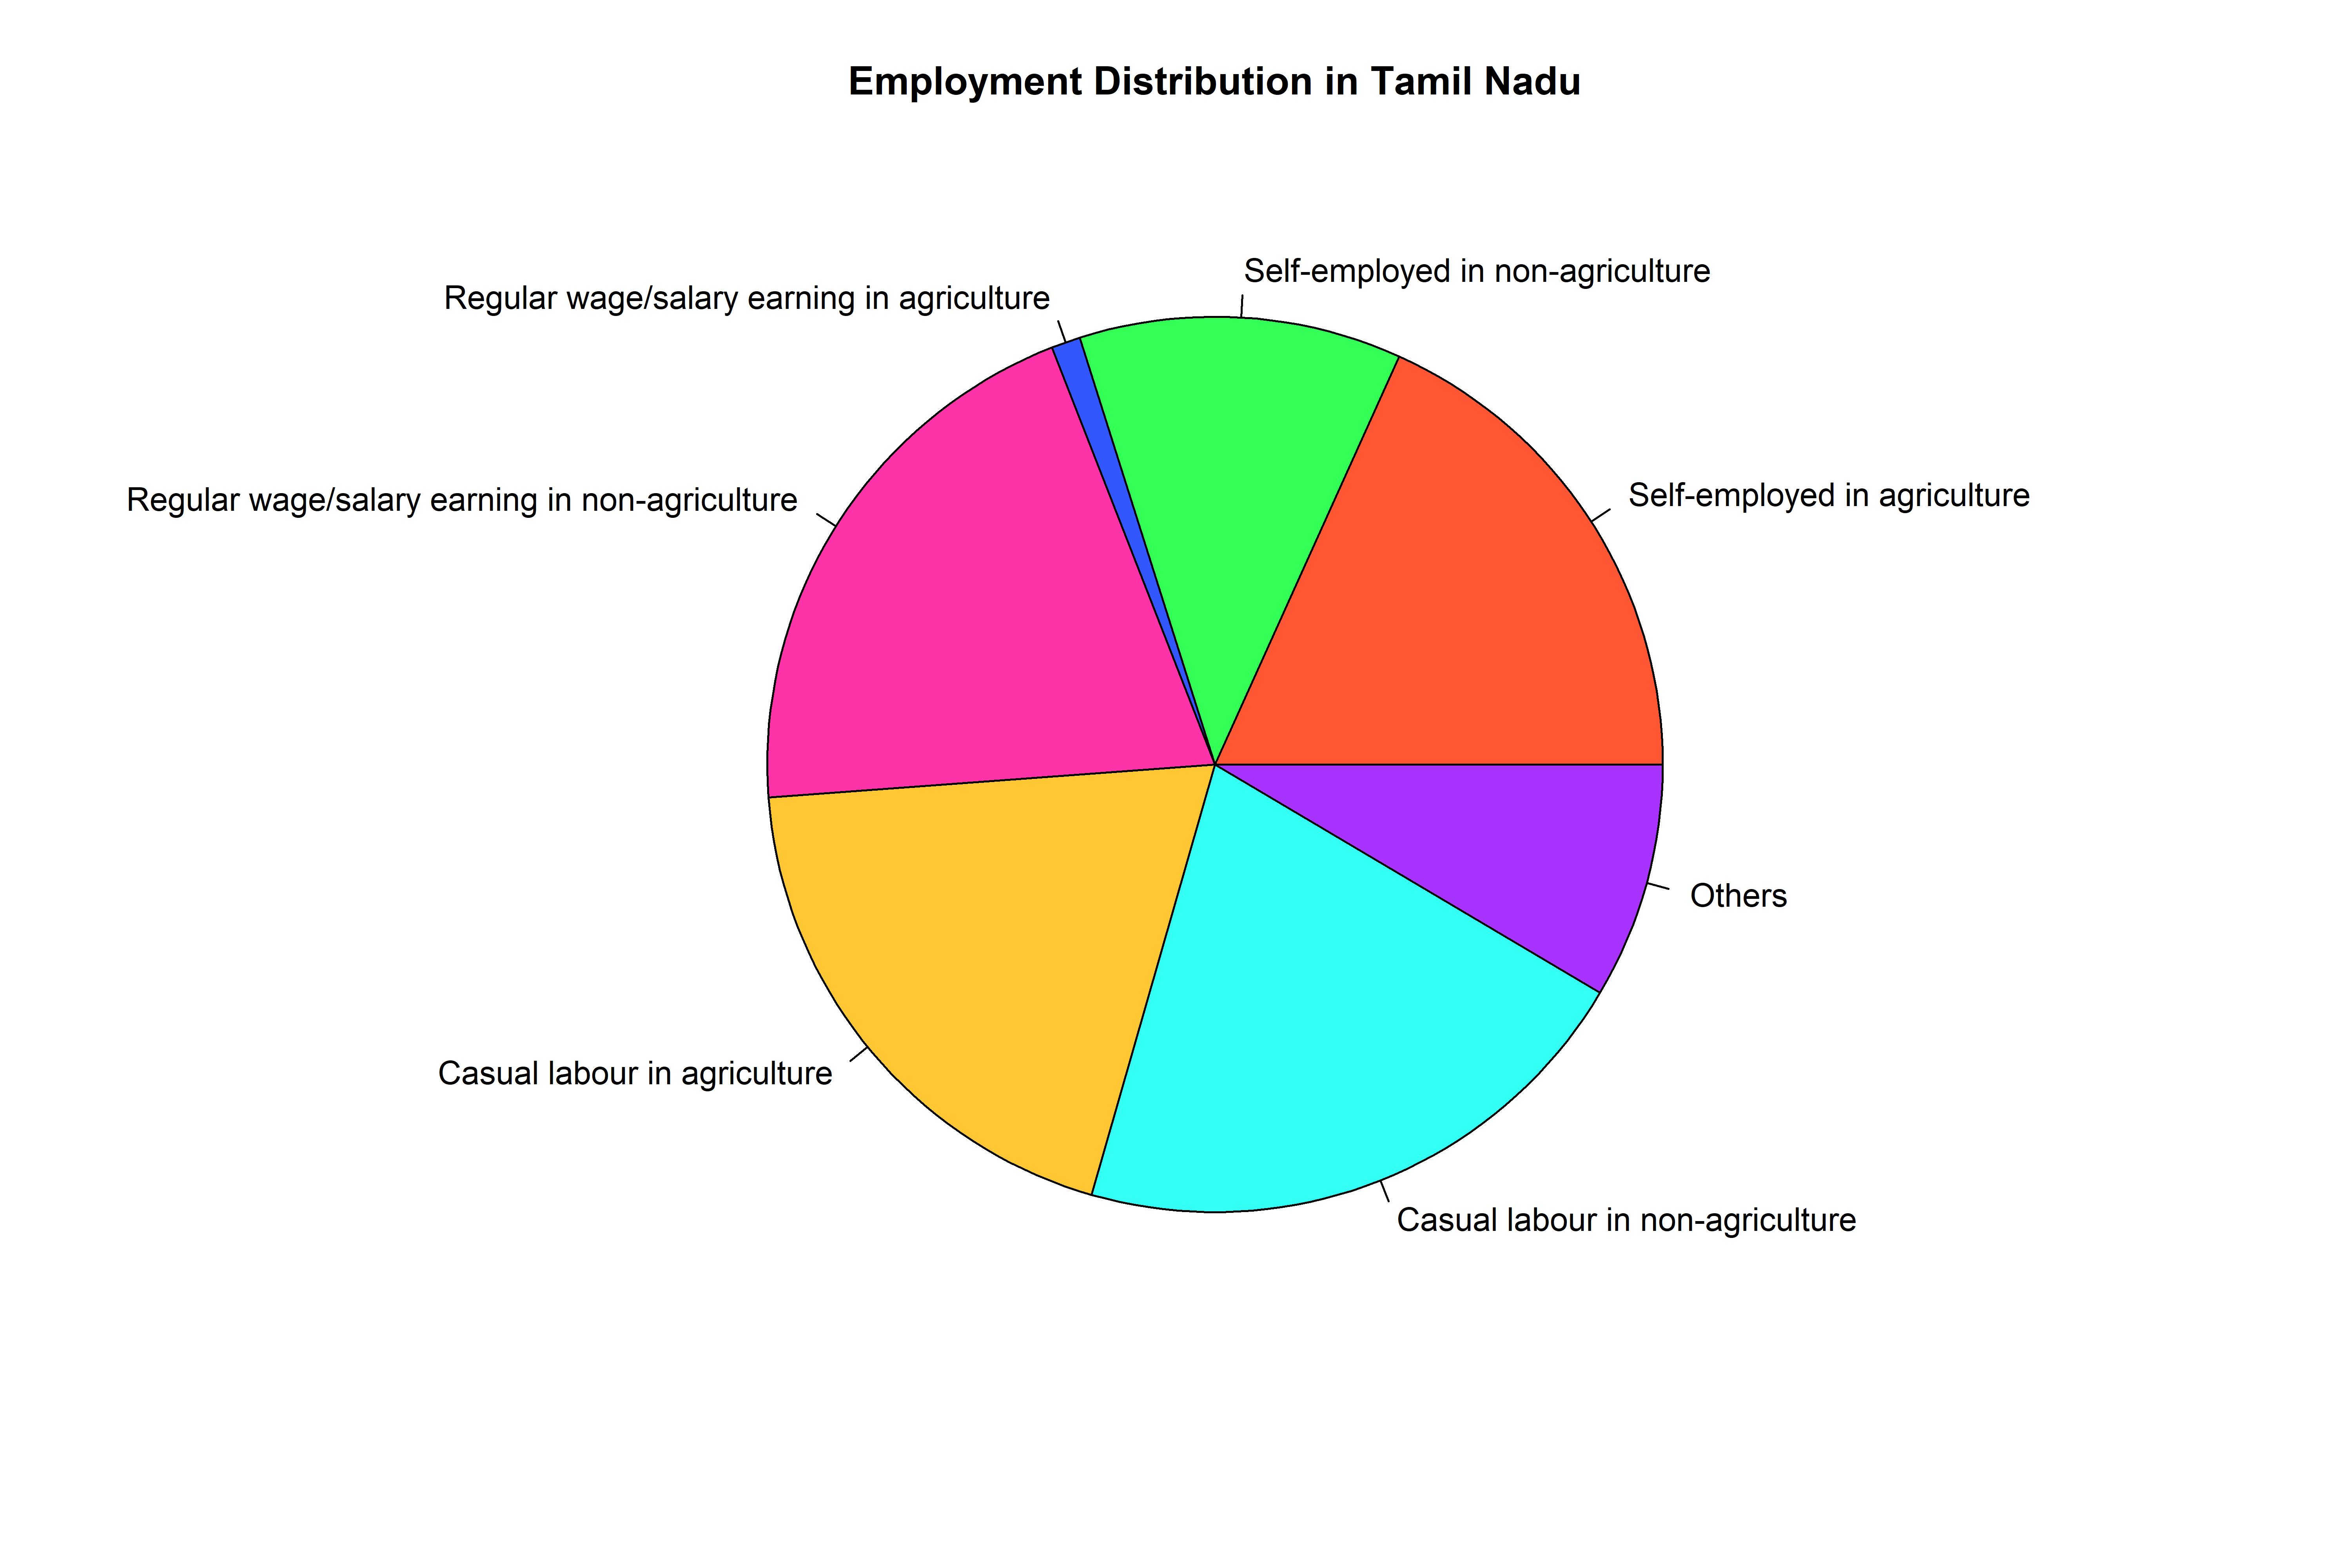 Employment Distribution in Tamil Nadu
Self-employed in non-agriculture
Regular wage/salary earning in agriculture
Self-employed in agriculture
Regular wage/salary earning in non-agriculture
Others
Casual labour in agriculture
Casual labour in non-agriculture